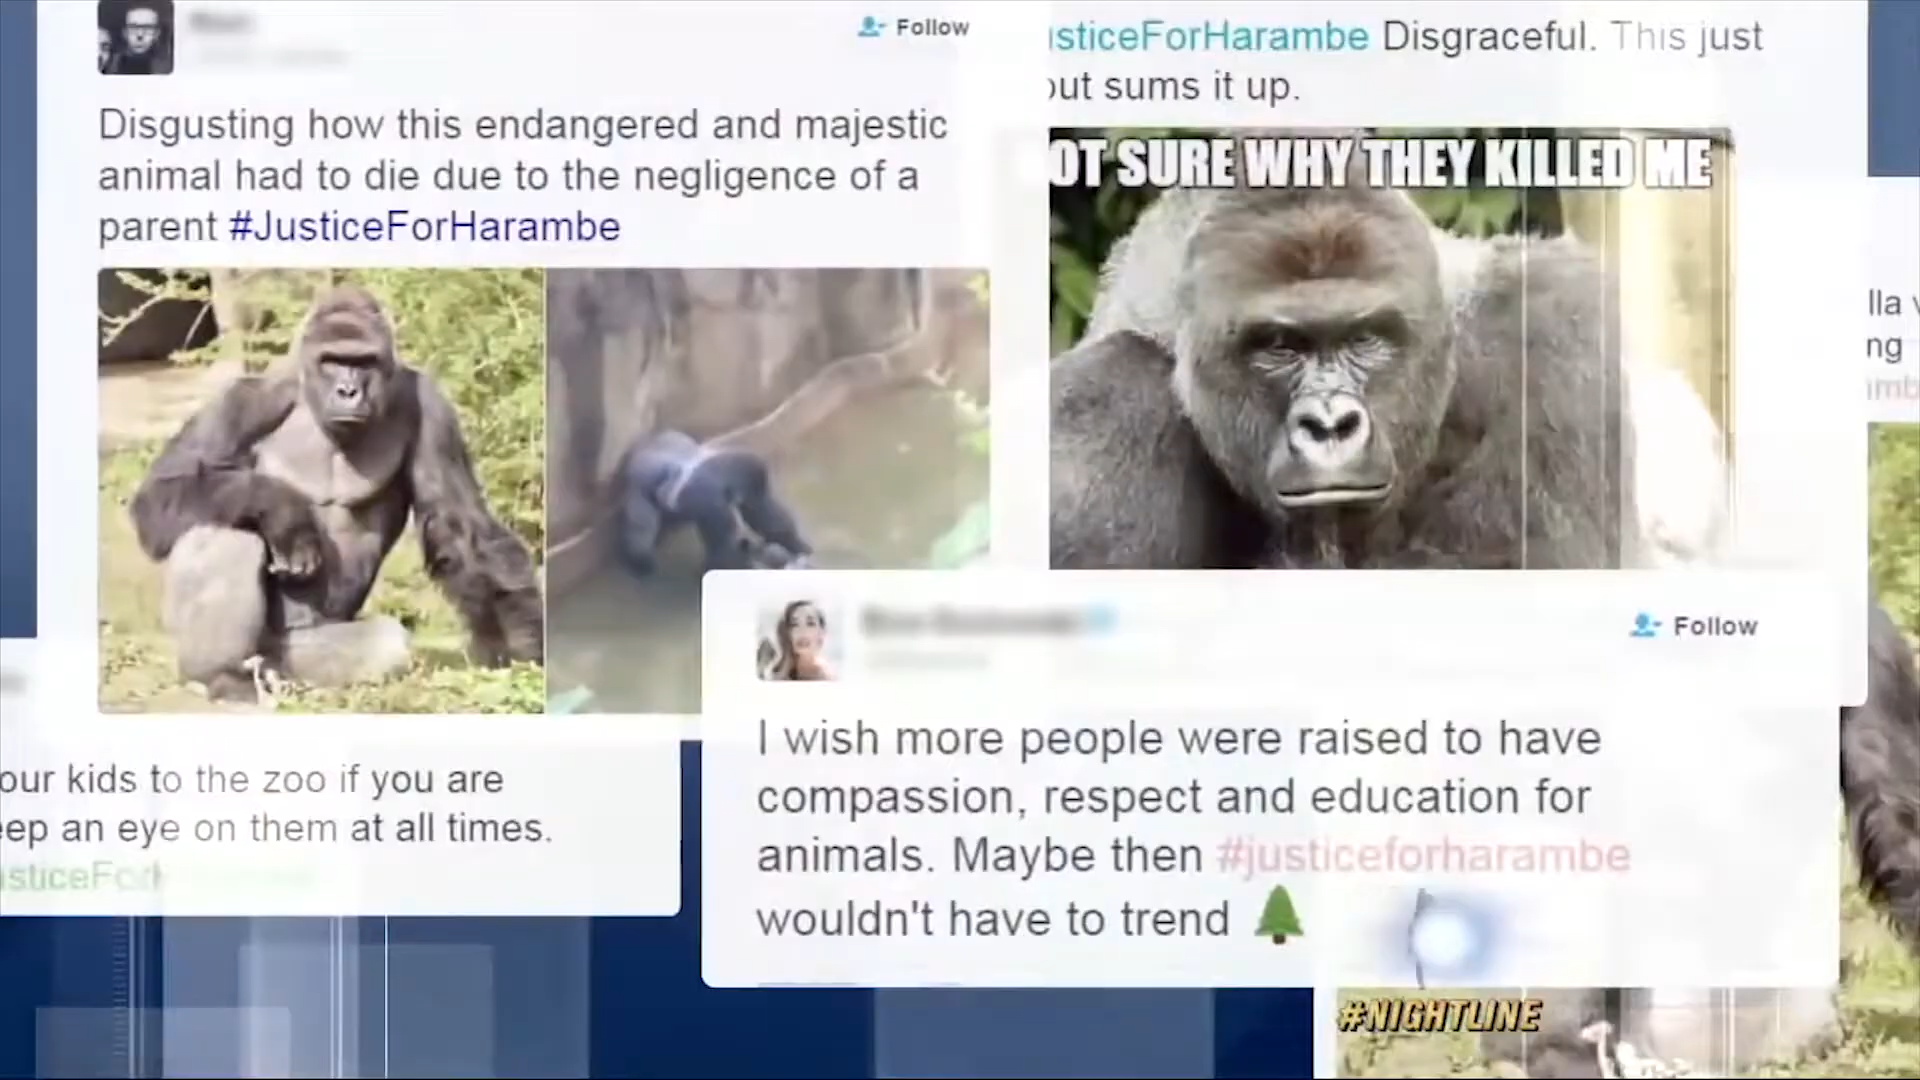 Follow
Disgusting how this endangered and majestic
animal had to die due to the negligence of a
parent #JusticeForHarambe
usticeForHarambe Disgraceful. This just
out sums it up.
OT SURE WHY THEY KILLED ME
lla
ng
our kids to the zoo if you are
eep an eye on them at all times.
usticeForH
Follow
I wish more people were raised to have
compassion, respect and education for
animals. Maybe then #justiceforharambe
wouldn't have to trend
#NIGHTLINE